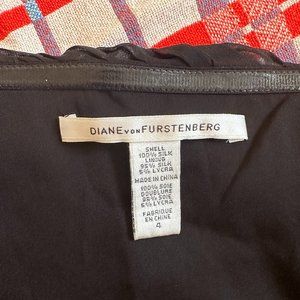 DIANE VON FURSTENBERG
SHELL
100% SILK
LINING
95% SILK
5% LYCRA
MADE IN CHINA
100% SOIE
DOUBLURE
95% SOIE
5% LYCRA
FABRIQUE
EN CHINE
4